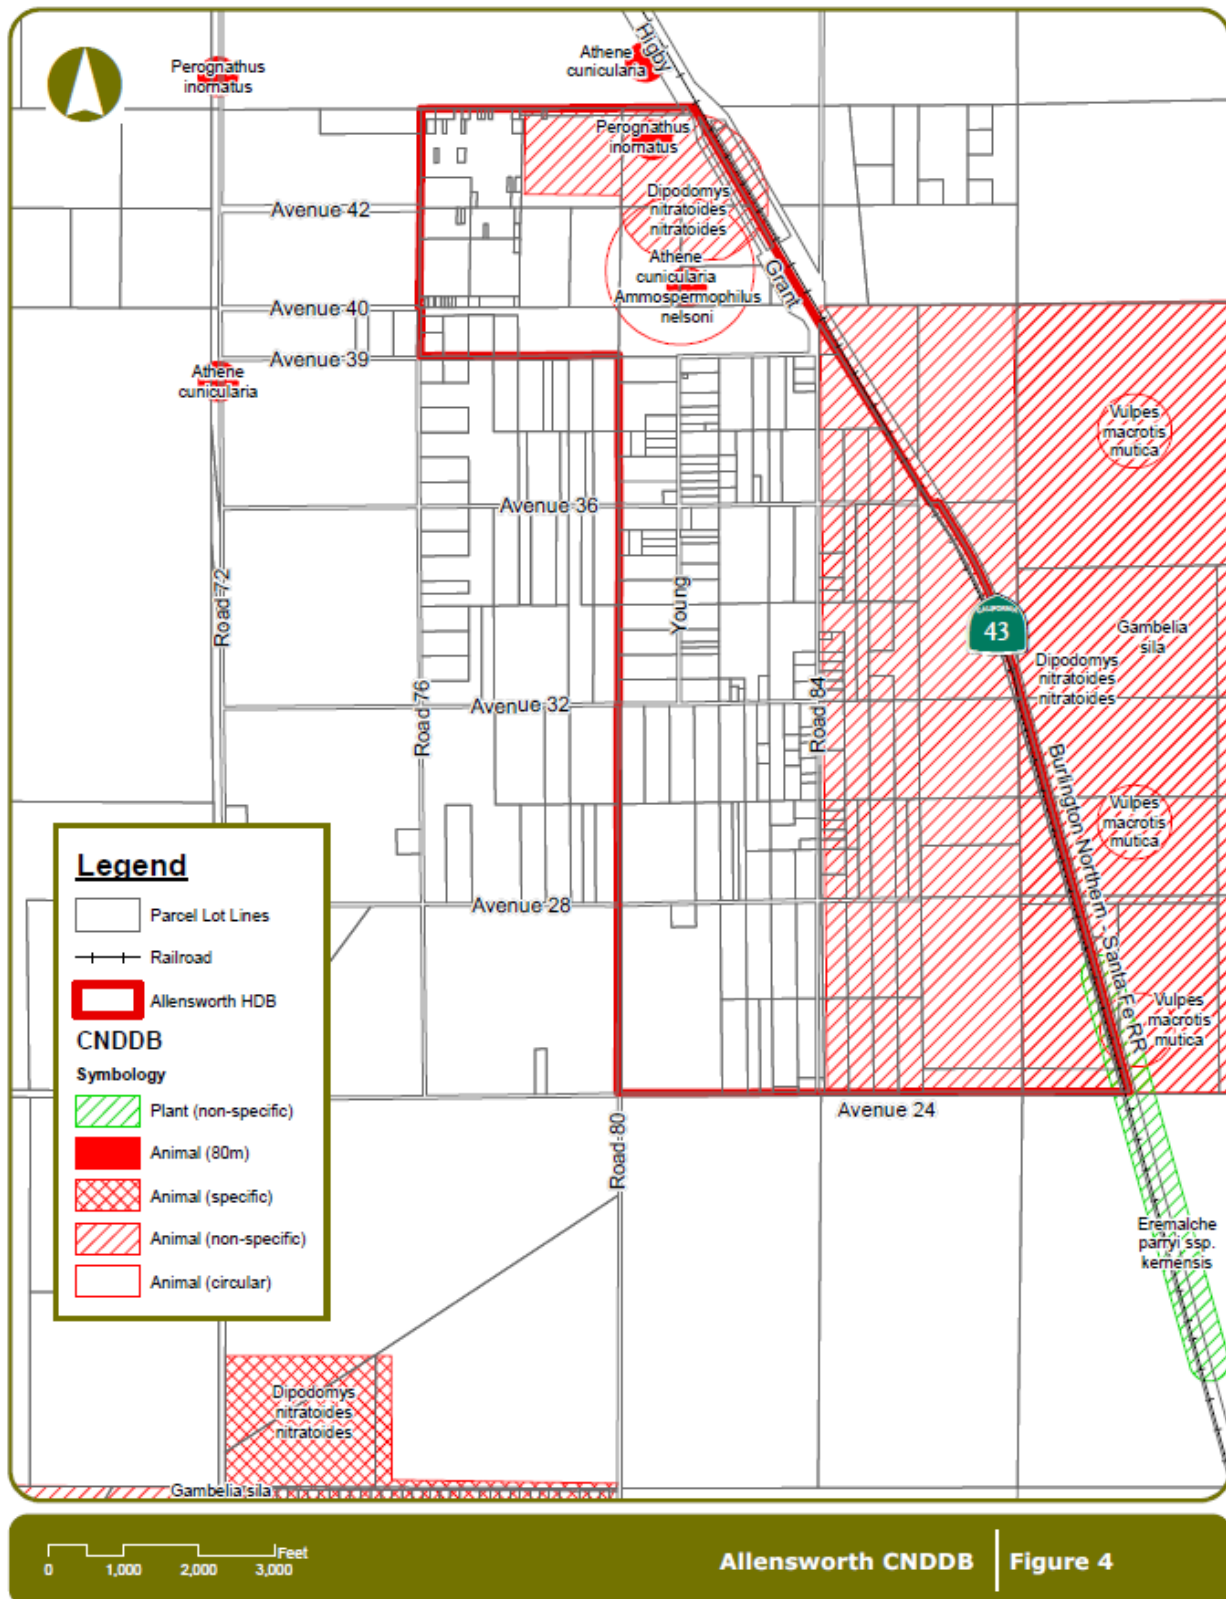 Rigby
Athene
cunicularia
Perognathus
inornatus
Perognathus
inornatus
Dipodomys
nitratoides
nitratoides
Avenue 42
Athene
cunicularia
Ammospermophilus
nelsoni
Grant
Avenue 40
Avenue 39
Athene
cunicularia
Vulpes
macrotis
mutica
Avenue 36
Road 72
Young
CALIFORNIA
43
Gambelia
sila
Dipodomys
nitratoides
nitratoides
Road 76
Avenue 32
Road 84
Burlington Northern - Santa Fe RR
Vulpes
macrotis
mutica
Avenue 28
Vulpes
macrotis
mutica
Avenue 24
Road 80
Eremalche
parryi ssp.
kernensis
Legend
Parcel Lot Lines
Railroad
Allensworth HDB
CNDDB
Symbology
Plant (non-specific)
Animal (80m)
Animal (specific)
Animal (non-specific)
Animal (circular)
Dipodomys
nitratoides
nitratoides
Gambelia sila
Feet
0 1,000 2,000 3,000
Allensworth CNDDB
Figure 4